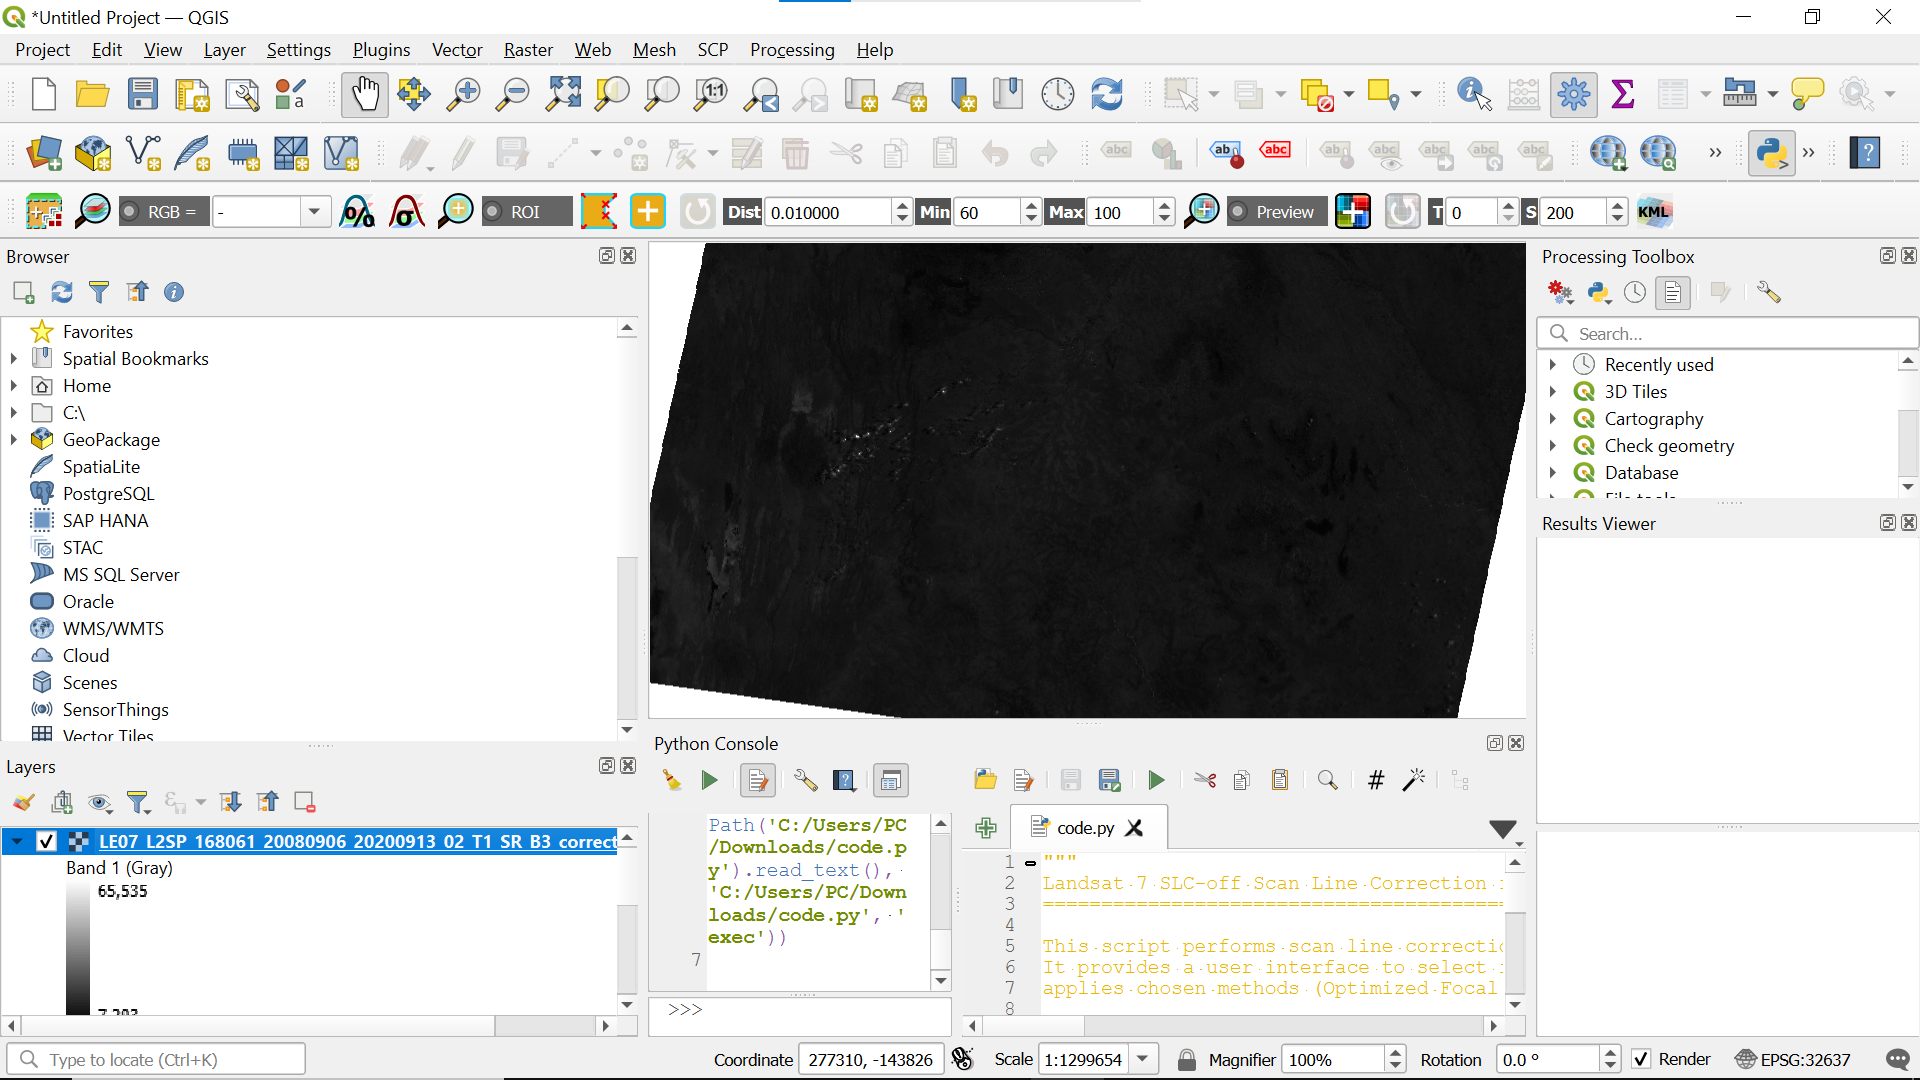 *Untitled Project — QGIS
Project Edit View Layer Settings Plugins Vector Raster Web Mesh SCP Processing Help
RGB = - ROI Dist 0.010000 Min 60 Max 100 Preview T 0 S 200 KML
Browser
Favorites
Spatial Bookmarks
Home
C:\
GeoPackage
SpatiaLite
PostgreSQL
SAP HANA
STAC
MS SQL Server
Oracle
WMS/WMTS
Cloud
Scenes
SensorThings
Vector Tiles
Layers
LE07_L2SP_168061_20080906_20200913_02_T1_SR_B3_correct
Band 1 (Gray)
65,535
Python Console
Path('C:/Users/PC
/Downloads/code.p
y').read_text(),
'C:/Users/PC/Down
loads/code.py', '
exec'))
7
>>>
code.py
1 """
2 Landsat 7 SLC-off Scan Line Correction
3 ============================================
4
5 This script performs scan line correctio
6 It provides a user interface to select
7 applies chosen methods (Optimized Focal
8
Processing Toolbox
Search...
Recently used
3D Tiles
Cartography
Check geometry
Database
File tools
Results Viewer
Type to locate (Ctrl+K) Coordinate 277310, -143826 Scale 1:1299654 Magnifier 100% Rotation 0.0 ° Render EPSG:32637